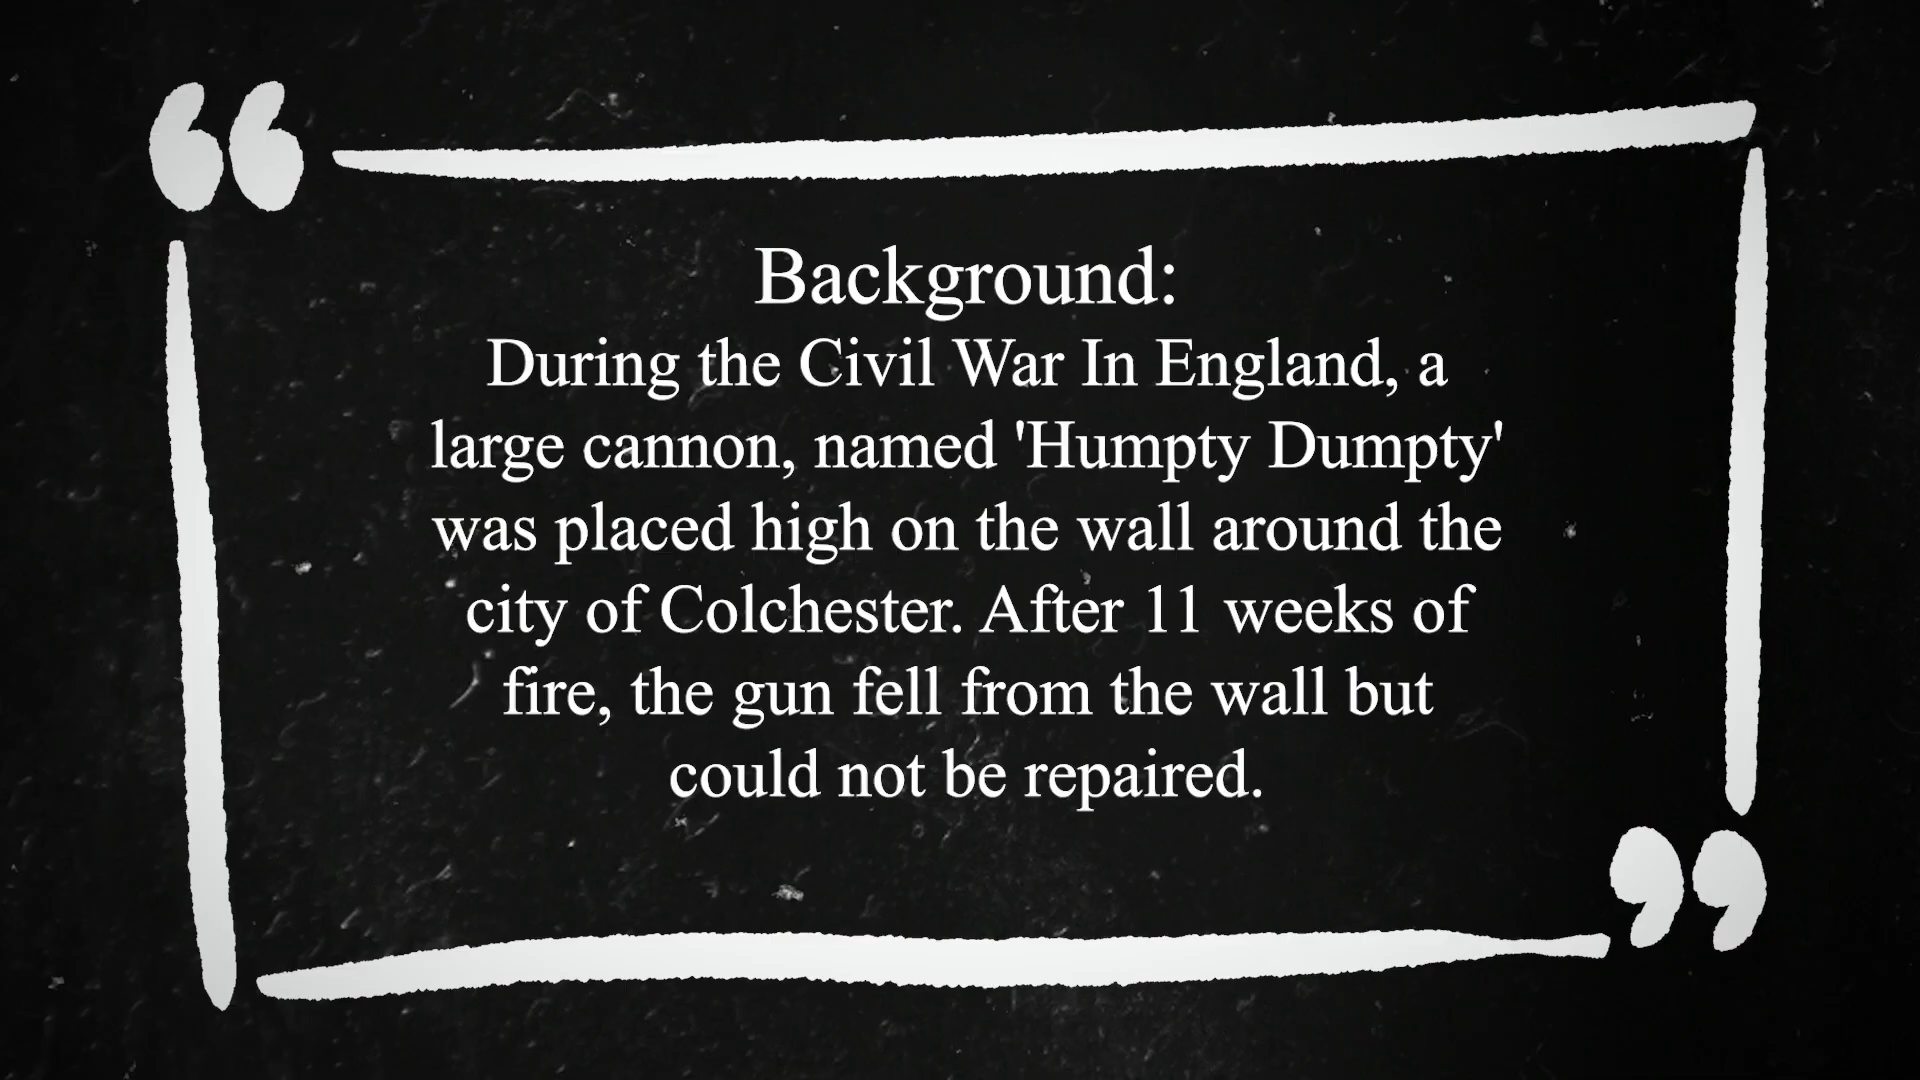 Background:
During the Civil War In England, a
large cannon, named 'Humpty Dumpty'
was placed high on the wall around the
city of Colchester. After 11 weeks of
fire, the gun fell from the wall but
could not be repaired.